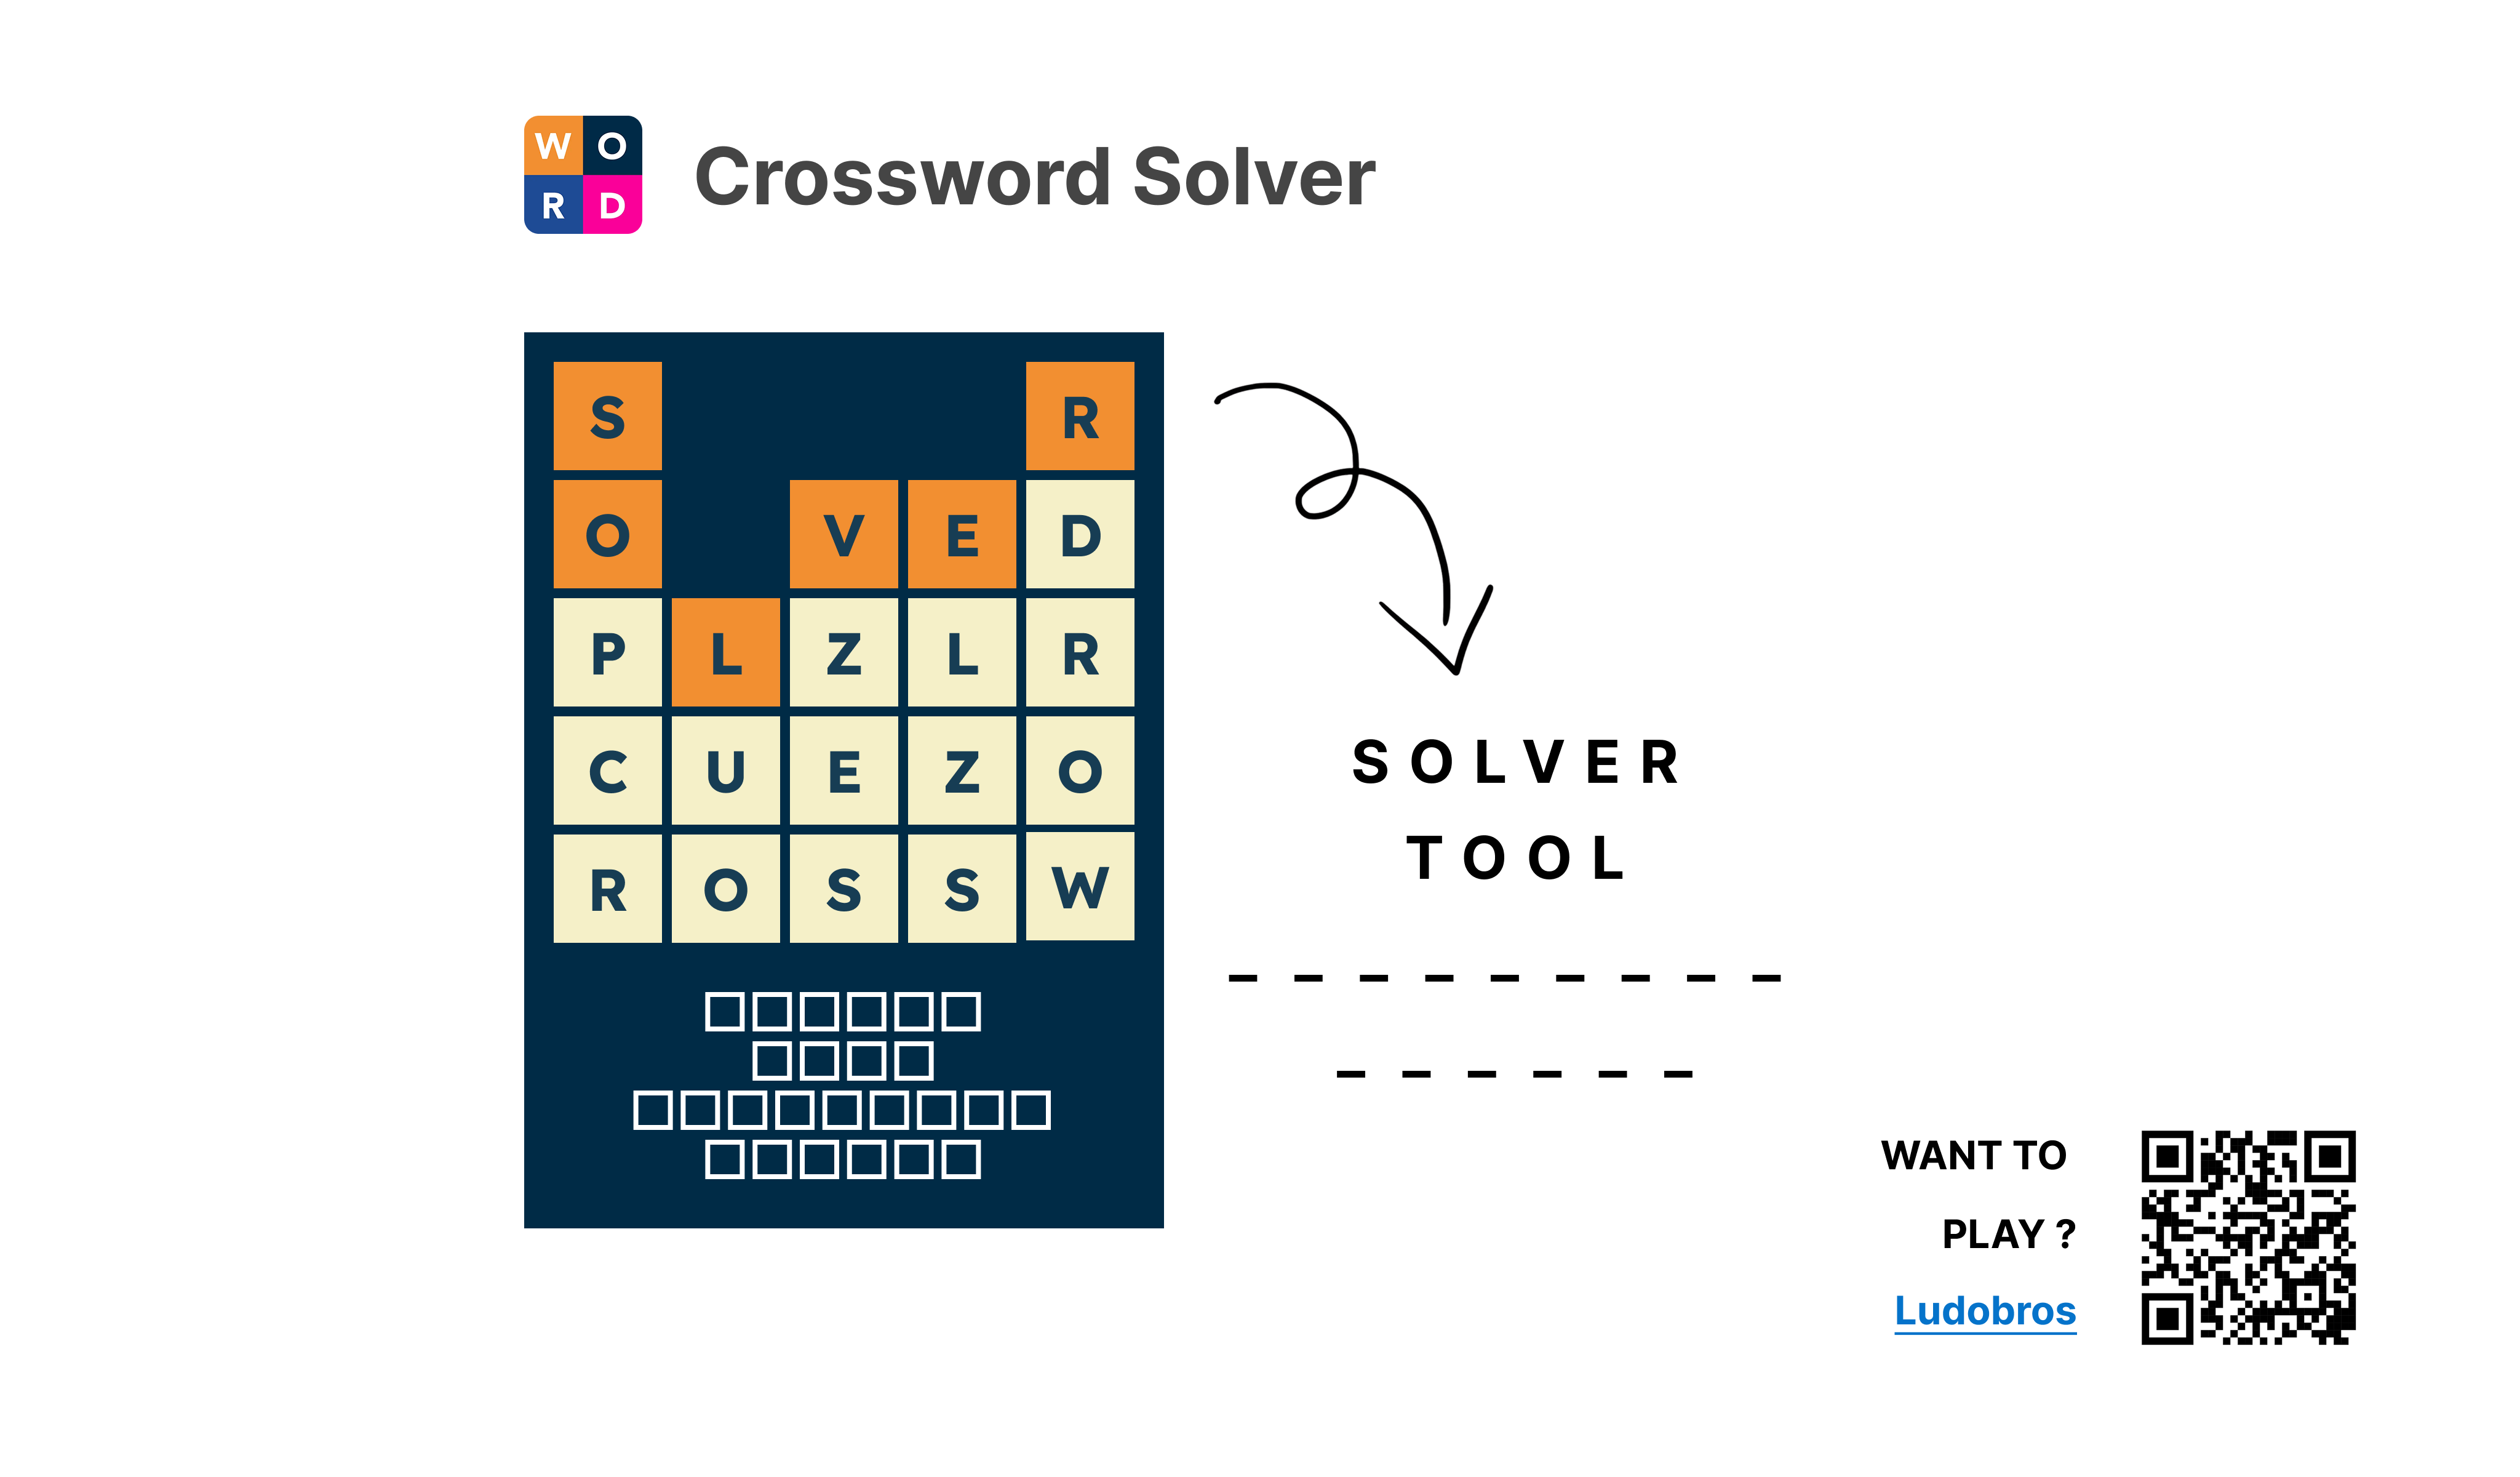 W O
R D
Crossword Solver
S R
O V E D
P L Z L R
C U E Z O
R O S S W
SOLVER
TOOL
_ _ _ _ _ _ _ _ _
_ _ _ _ _ _
WANT TO
PLAY ?
Ludobros